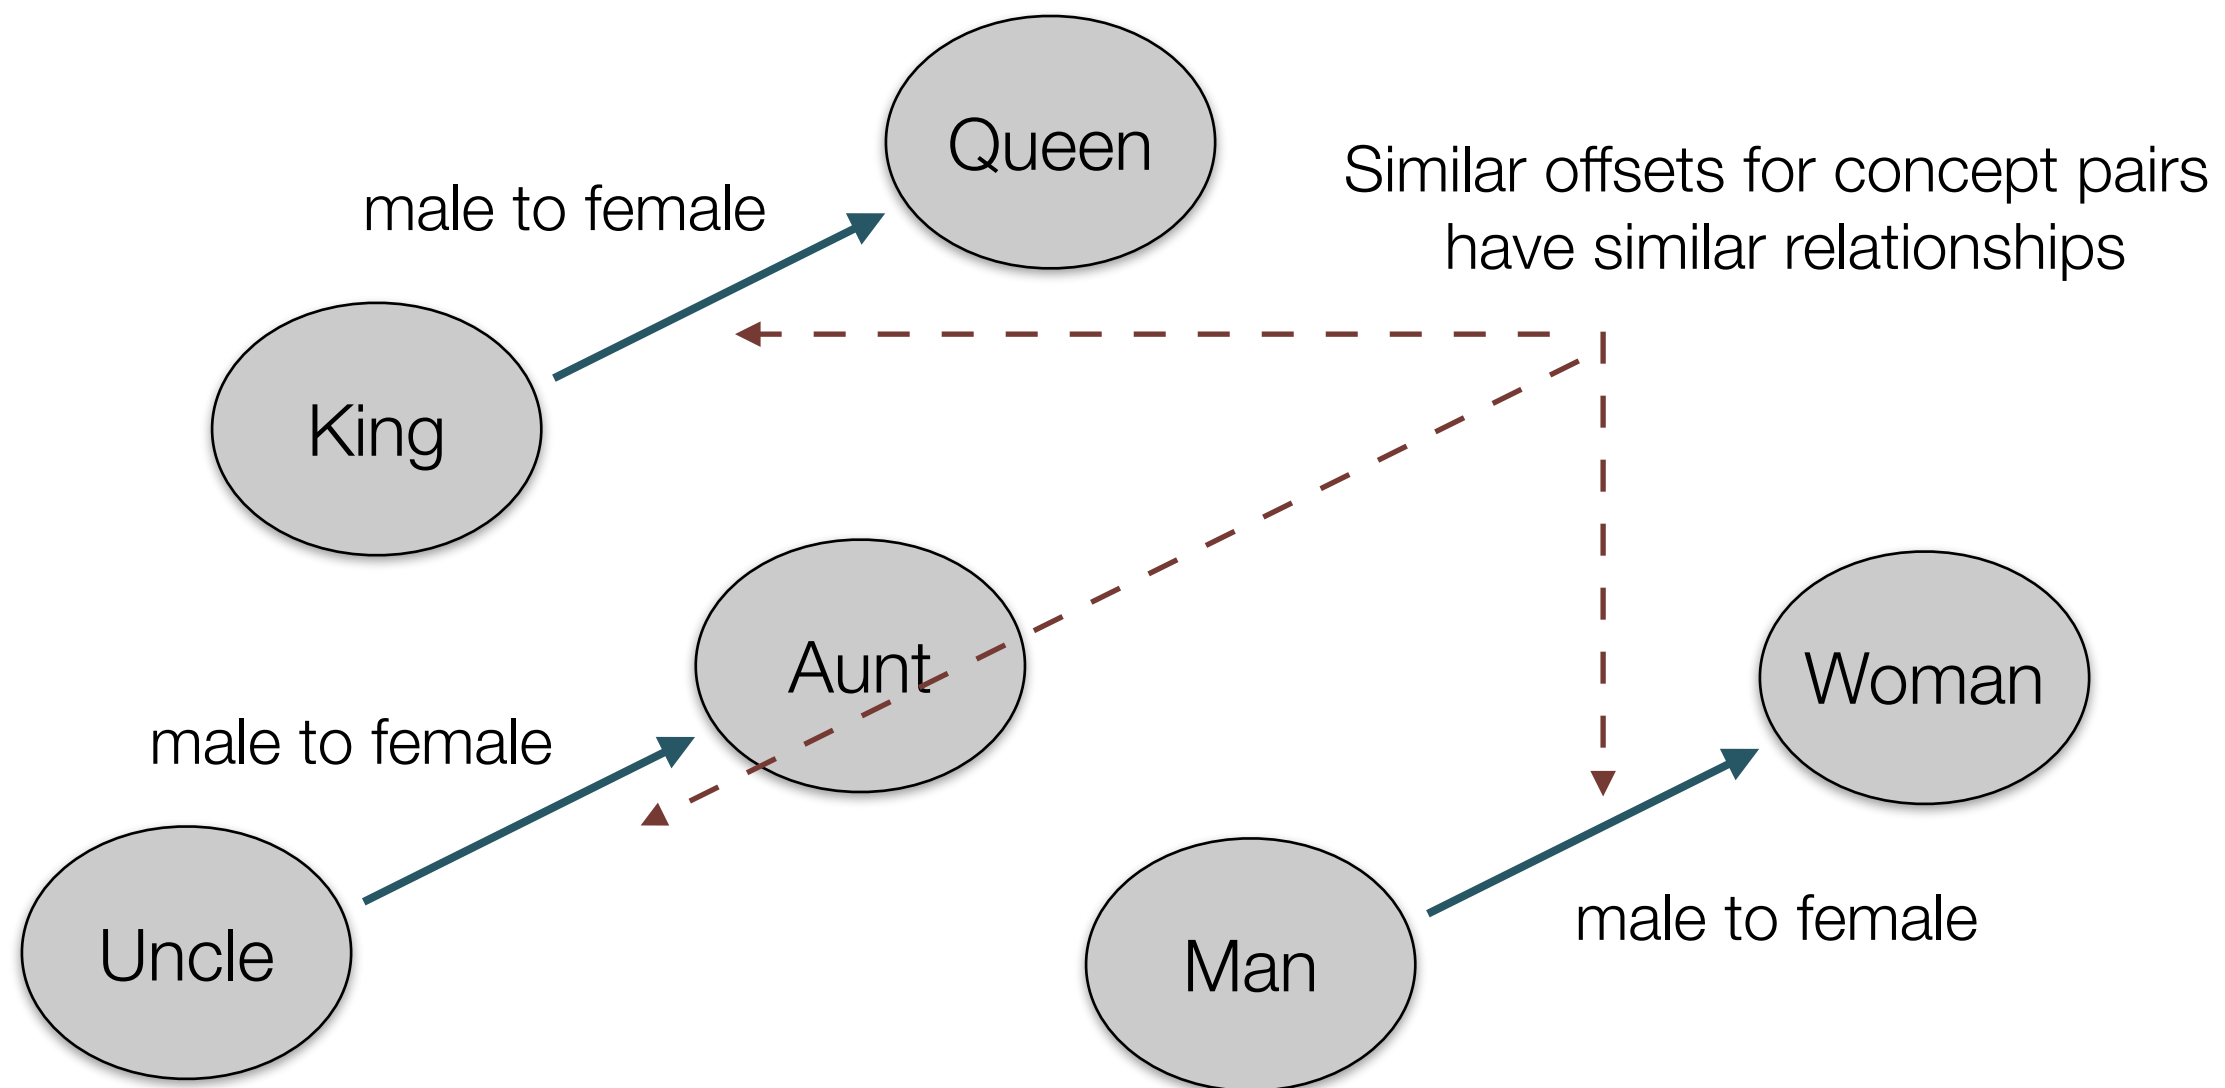 Queen
Similar offsets for concept pairs
have similar relationships
male to female
King
Aunt
Woman
male to female
male to female
Uncle
Man